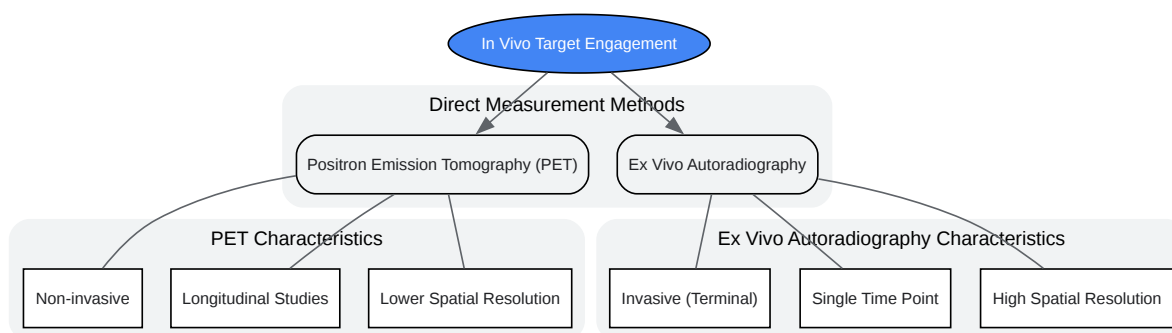 In Vivo Target Engagement
Direct Measurement Methods
Positron Emission Tomography (PET)
Ex Vivo Autoradiography
PET Characteristics
Ex Vivo Autoradiography Characteristics
Non-invasive
Longitudinal Studies
Lower Spatial Resolution
Invasive (Terminal)
Single Time Point
High Spatial Resolution